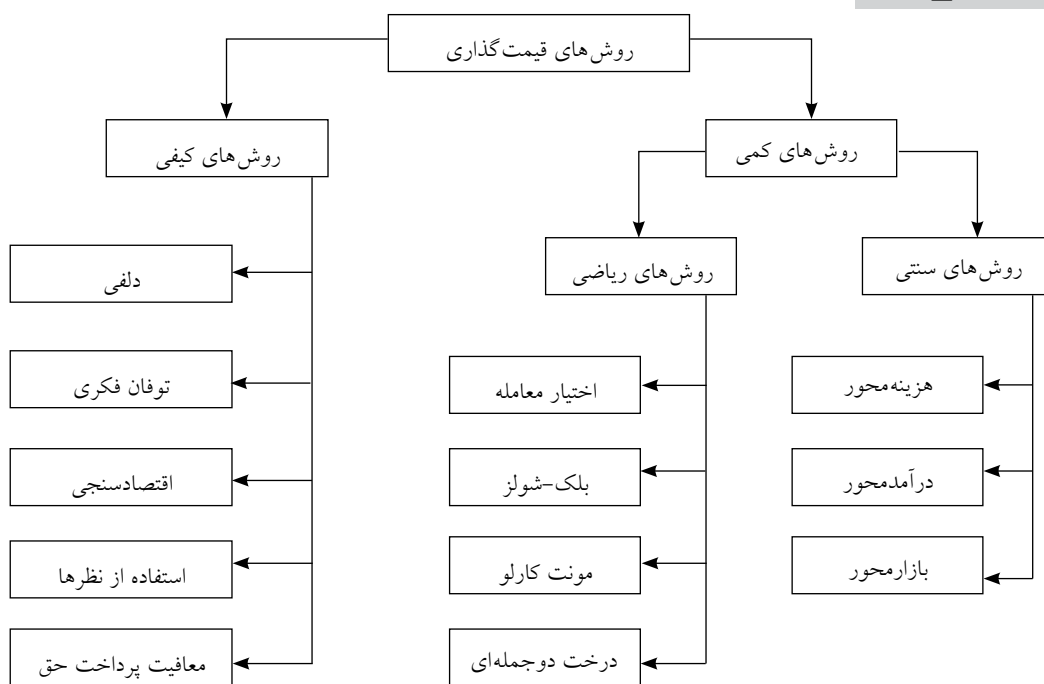 روش‌های قیمت‌گذاری
روش‌های کمی
روش‌های کیفی
روش‌های سنتی
روش‌های ریاضی
هزینه‌محور
درآمدمحور
بازارمحور
اختیار معامله
بلک–شولز
مونت کارلو
درخت دوجمله‌ای
دلفی
توفان فکری
اقتصادسنجی
استفاده از نظرها
معافیت پرداخت حق